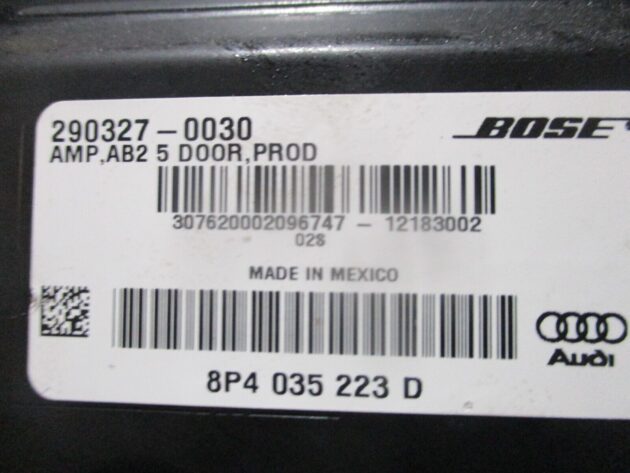 290327-0030
BOSE
AMP,AB2 5 DOOR,PROD
307620002096747 - 12183002
028
MADE IN MEXICO
Audi
8P4 035 223 D